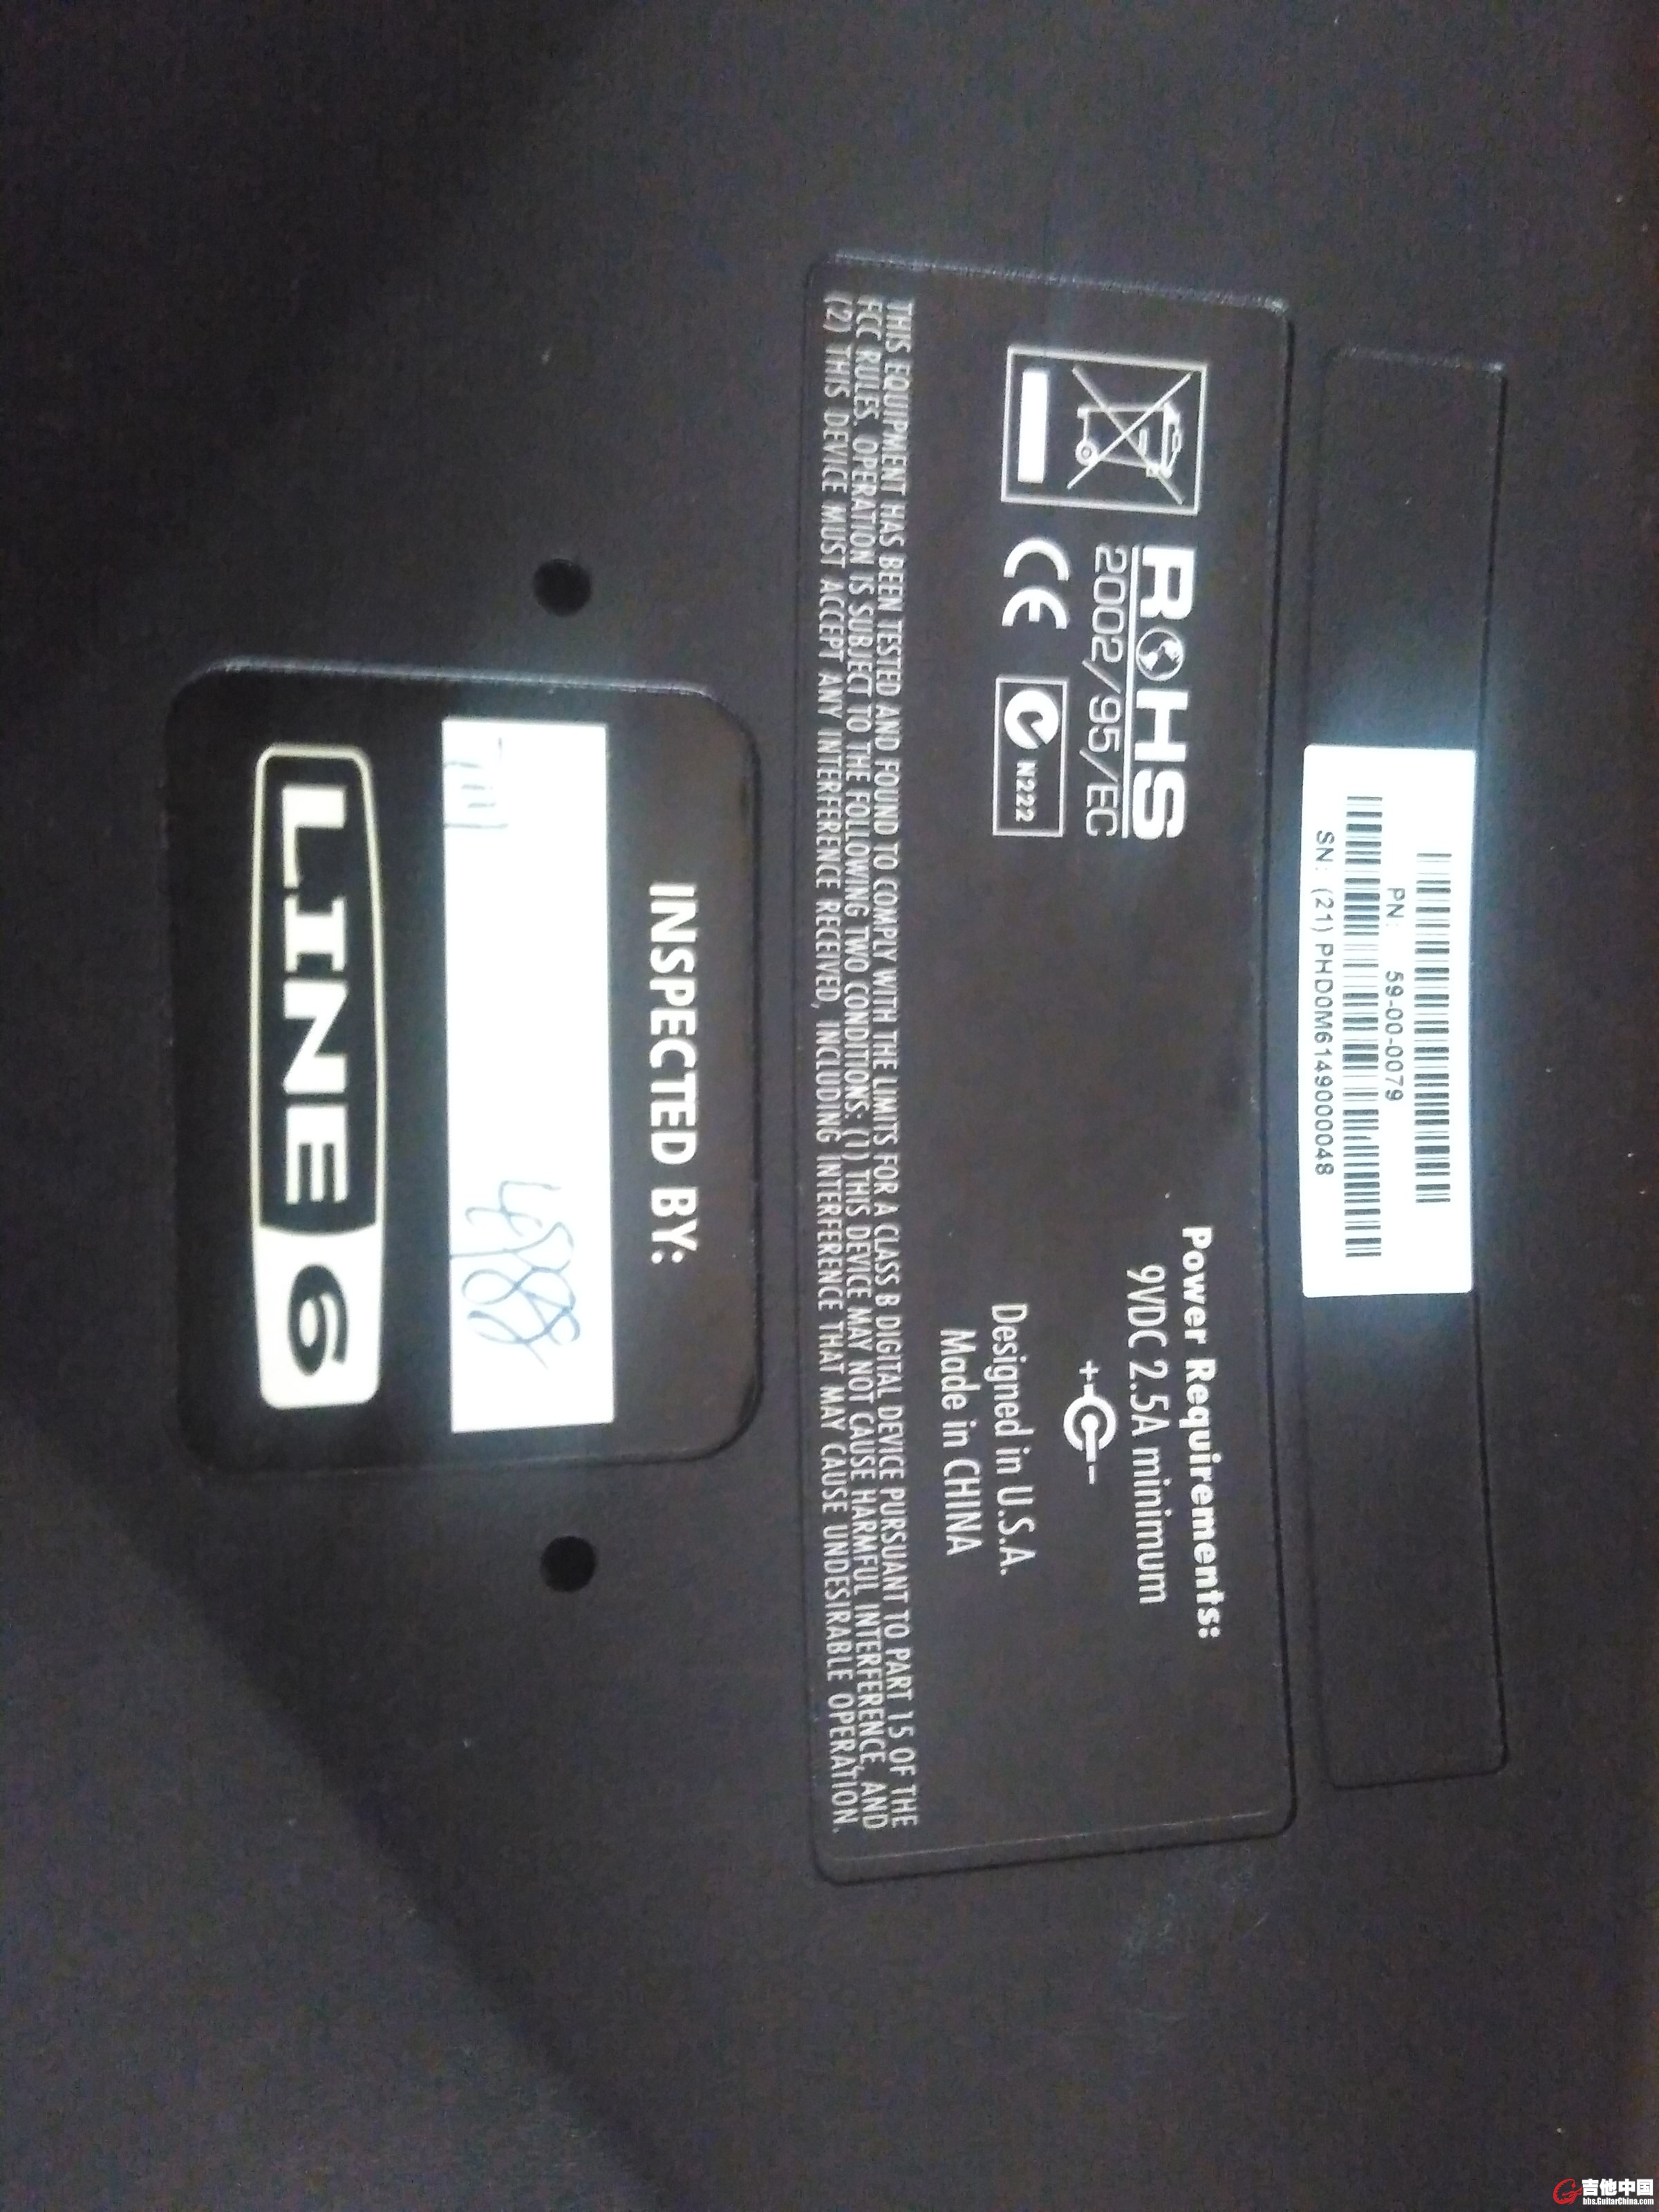 PN: 59-00-0079
SN: (21) PHD0M6149000048
RoHS
2002/95/EC
CE
N222
Power Requirements:
9VDC 2.5A minimum
+ -
Designed in U.S.A.
Made in CHINA
THIS EQUIPMENT HAS BEEN TESTED AND FOUND TO COMPLY WITH THE LIMITS FOR A CLASS B DIGITAL DEVICE PURSUANT TO PART 15 OF THE
FCC RULES. OPERATION IS SUBJECT TO THE FOLLOWING TWO CONDITIONS: (1) THIS DEVICE MAY NOT CAUSE HARMFUL INTERFERENCE, AND
(2) THIS DEVICE MUST ACCEPT ANY INTERFERENCE RECEIVED, INCLUDING INTERFERENCE THAT MAY CAUSE UNDESIRABLE OPERATION.
INSPECTED BY:
LINE 6
吉他中国
bbs.GuitarChina.com